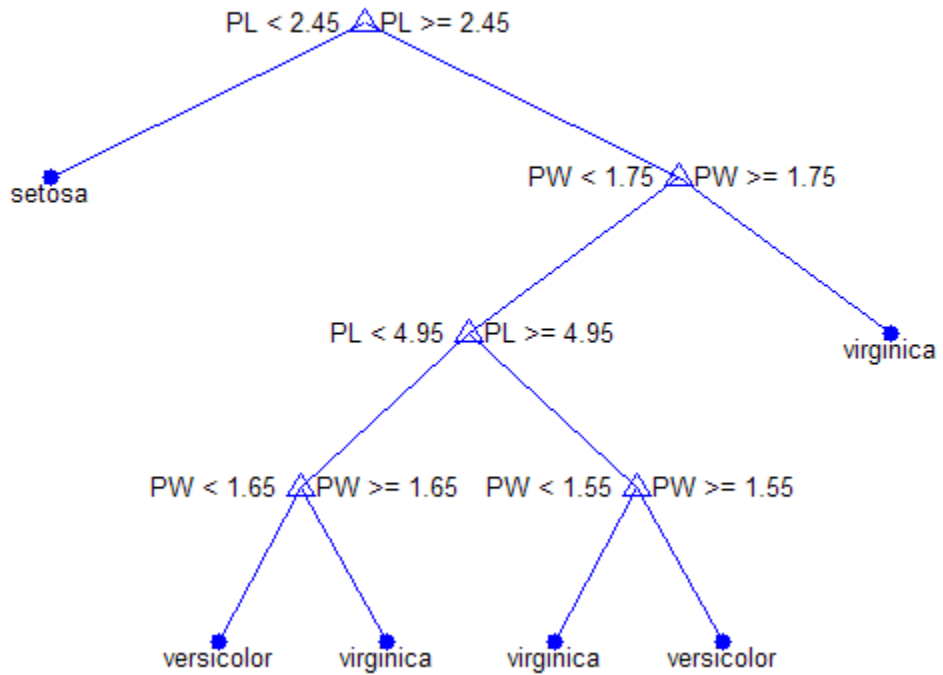 PL < 2.45 PL >= 2.45
setosa
PW < 1.75 PW >= 1.75
PL < 4.95 PL >= 4.95
virginica
PW < 1.65 PW >= 1.65 PW < 1.55 PW >= 1.55
versicolor virginica virginica versicolor